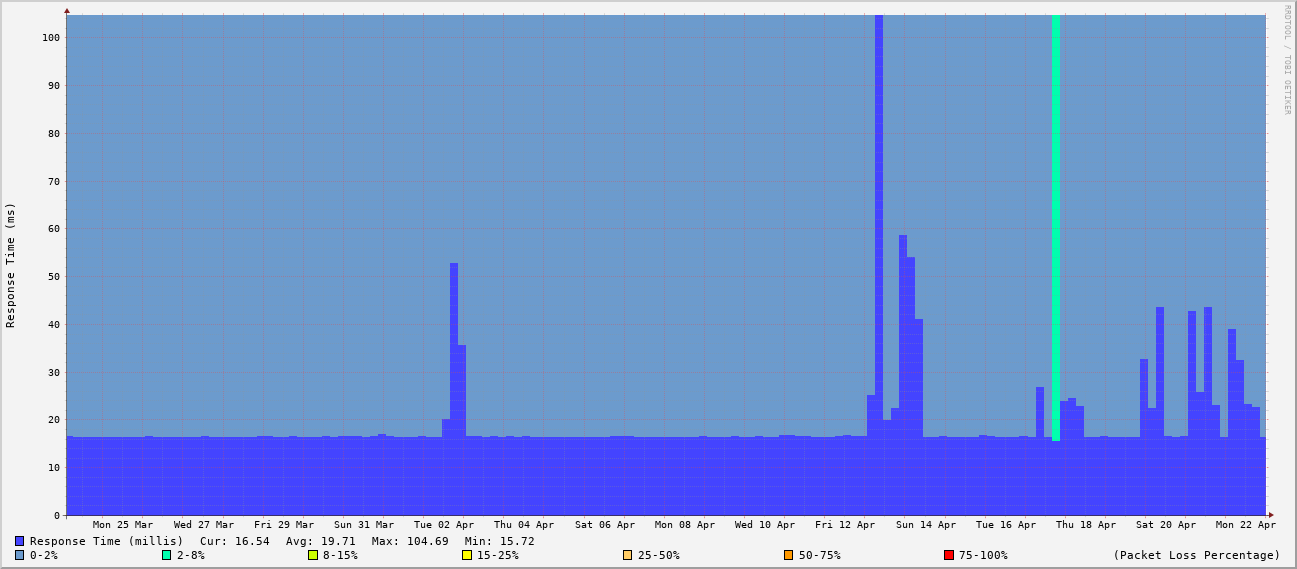 RRDTOOL / TOBI OETIKER
Response Time (ms)
100
90
80
70
60
50
40
30
20
10
0
Mon 25 Mar Wed 27 Mar Fri 29 Mar Sun 31 Mar Tue 02 Apr Thu 04 Apr Sat 06 Apr Mon 08 Apr Wed 10 Apr Fri 12 Apr Sun 14 Apr Tue 16 Apr Thu 18 Apr Sat 20 Apr Mon 22 Apr
Response Time (millis) Cur: 16.54 Avg: 19.71 Max: 104.69 Min: 15.72
0-2% 2-8% 8-15% 15-25% 25-50% 50-75% 75-100% (Packet Loss Percentage)